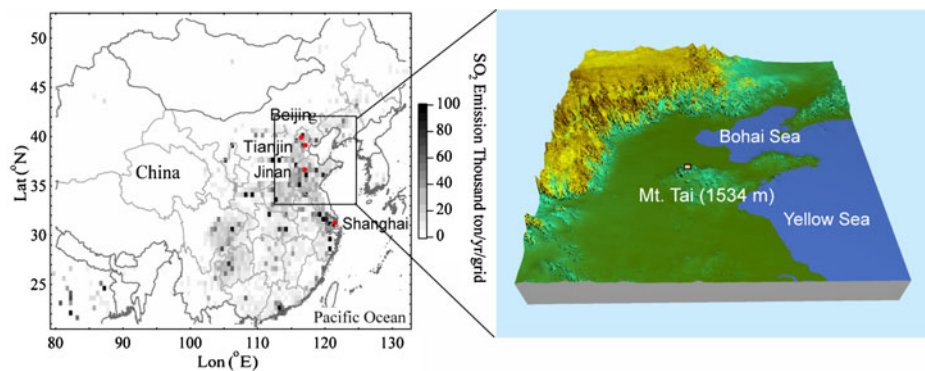 50
45
40
35
30
25
Lat (°N)
80
90
100
110
120
130
Lon (°E)
China
Beijing
Tianjin
Jinan
Shanghai
Pacific Ocean
100
80
60
40
20
0
SO2 Emission Thousand ton/yr/grid
Bohai Sea
Mt. Tai (1534 m)
Yellow Sea